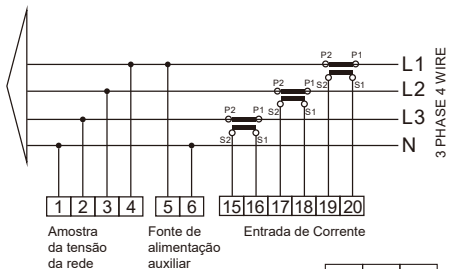 P2 P1
L1
S2 S1
P2 P1
L2
S2 S1
P2 P1
L3
S2 S1
N
3 PHASE 4 WIRE
1 2 3 4 5 6 15 16 17 18 19 20
Amostra
da tensão
da rede
Fonte de
alimentação
auxiliar
Entrada de Corrente